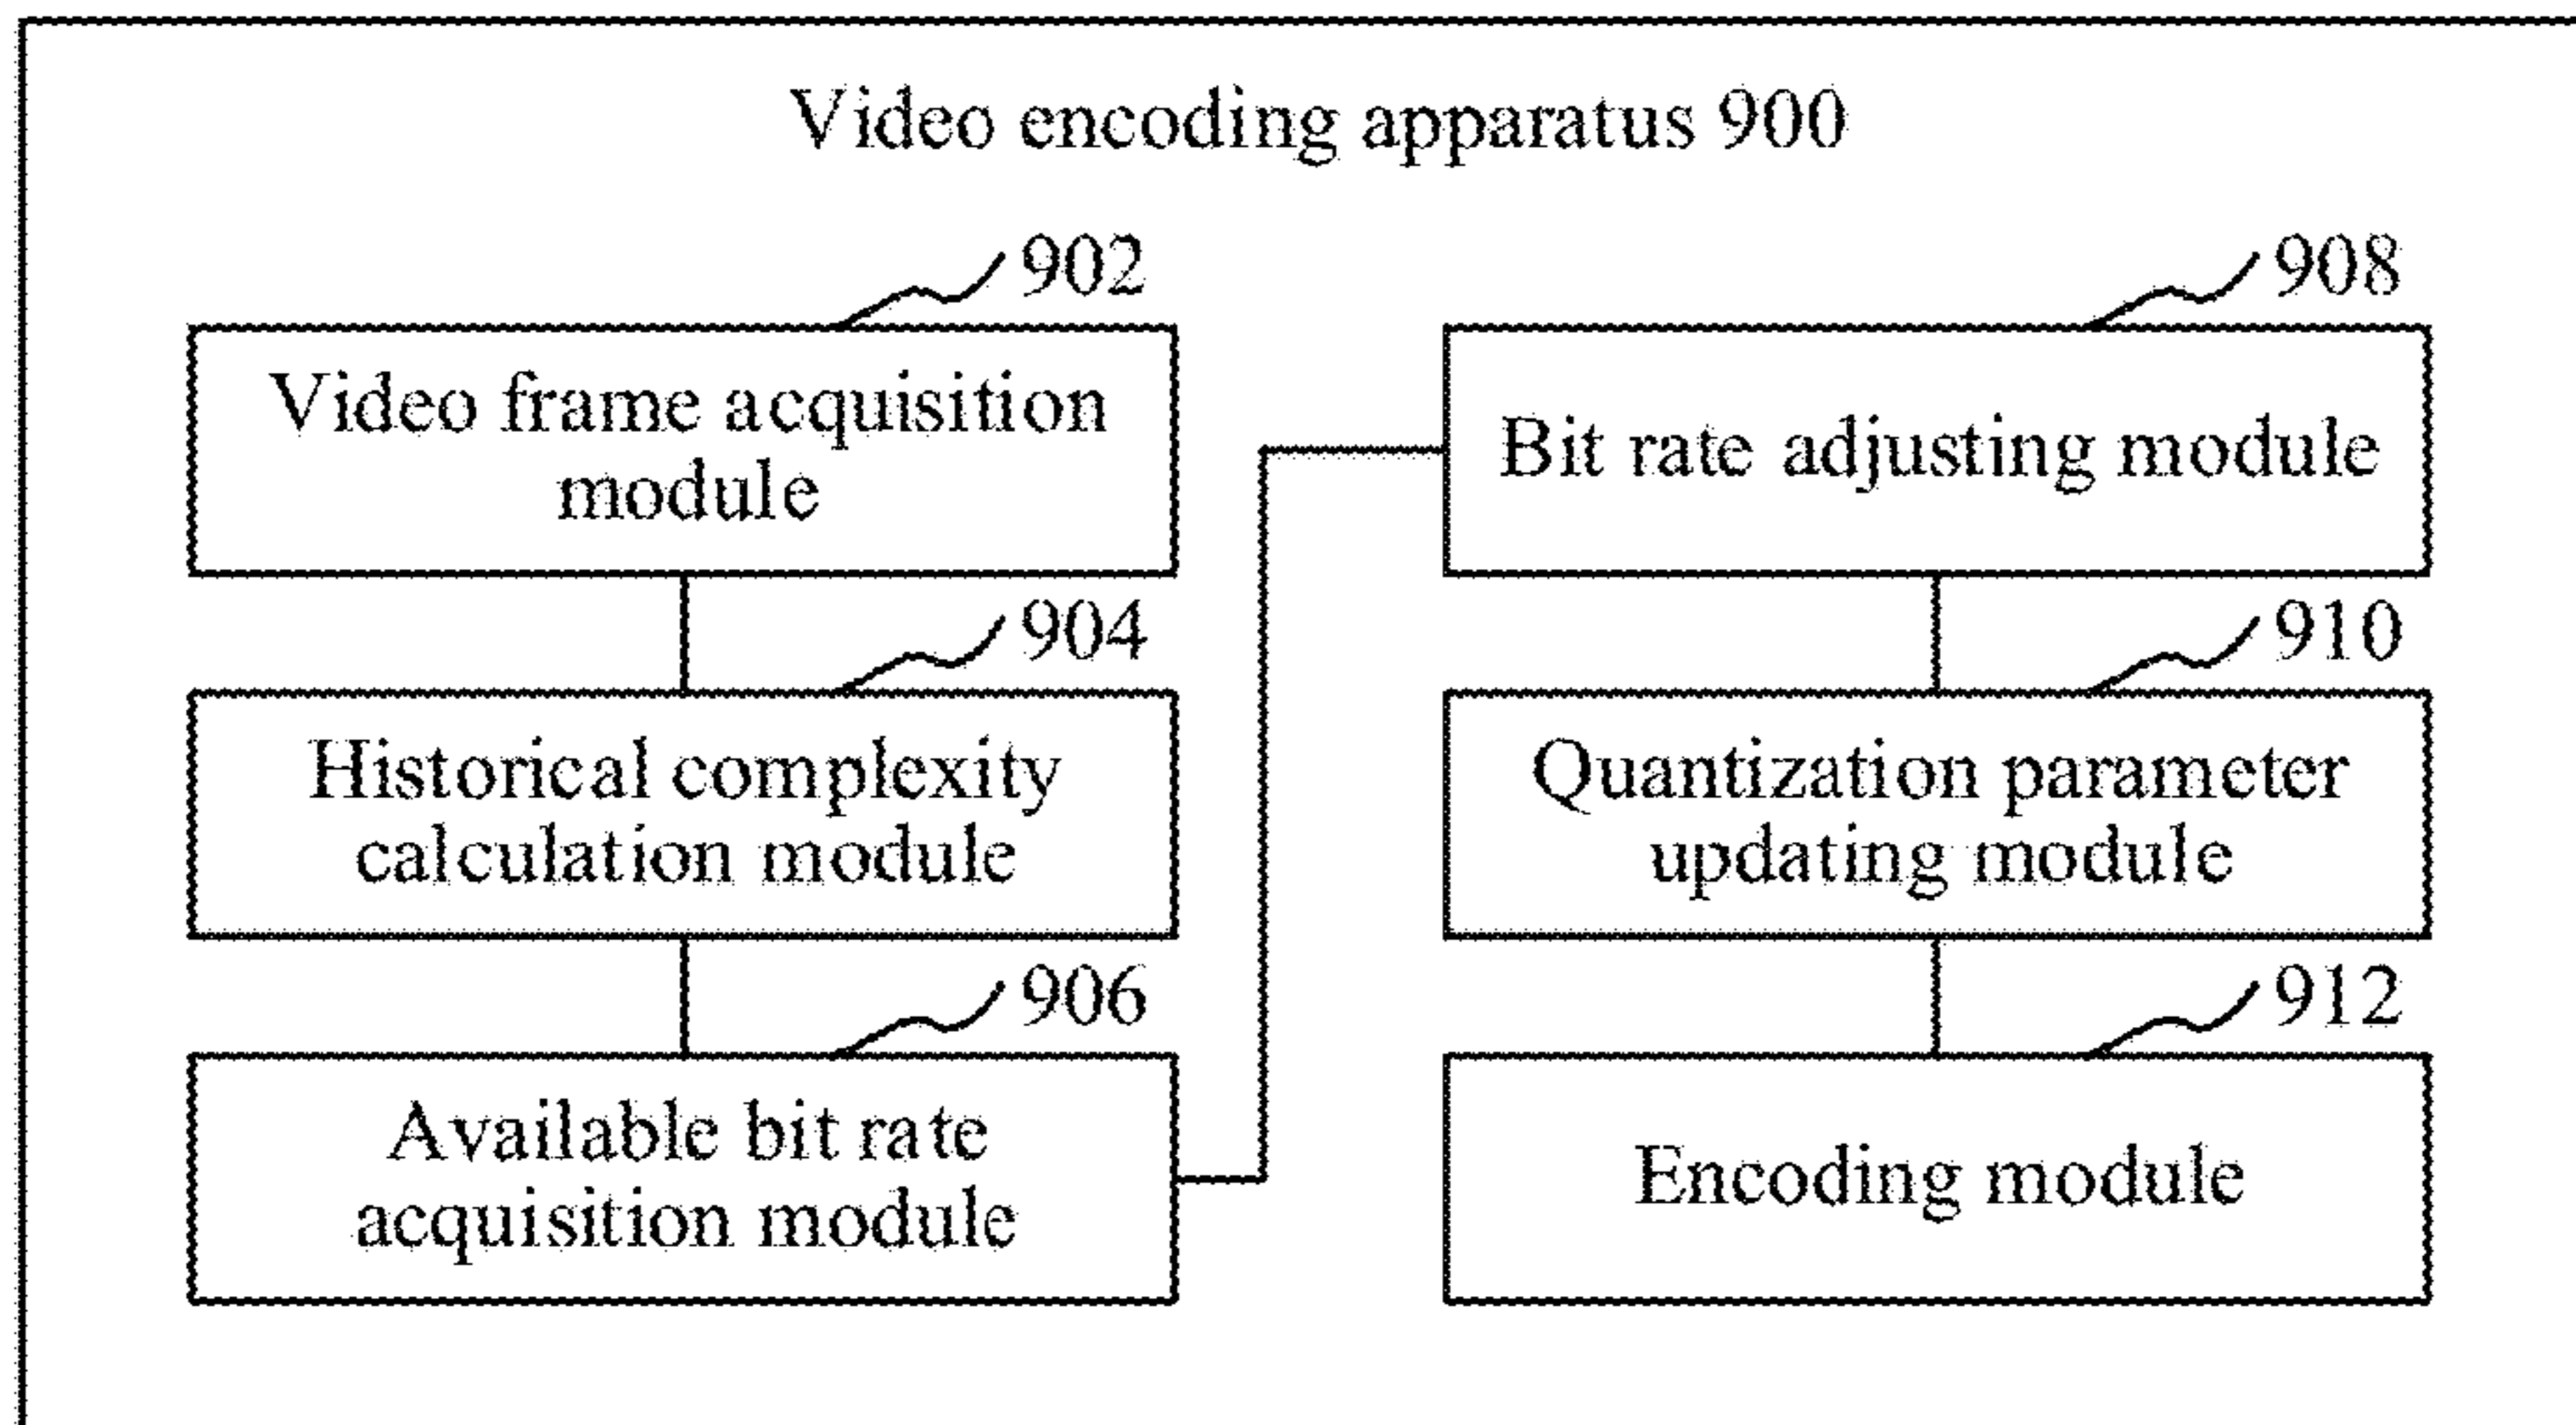 Video encoding apparatus 900
902
Video frame acquisition
module
904
Historical complexity
calculation module
906
Available bit rate
acquisition module
908
Bit rate adjusting module
910
Quantization parameter
updating module
912
Encoding module